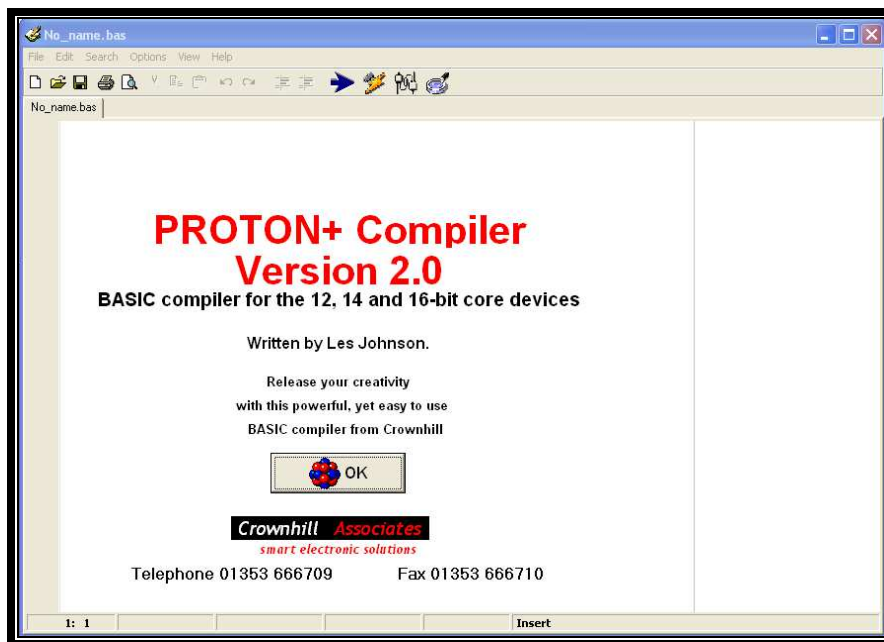 No_name.bas
File Edit Search Options View Help
No_name.bas
PROTON+ Compiler
Version 2.0
BASIC compiler for the 12, 14 and 16-bit core devices
Written by Les Johnson.
Release your creativity
with this powerful, yet easy to use
BASIC compiler from Crownhill
OK
Crownhill Associates
smart electronic solutions
Telephone 01353 666709 Fax 01353 666710
1: 1 Insert